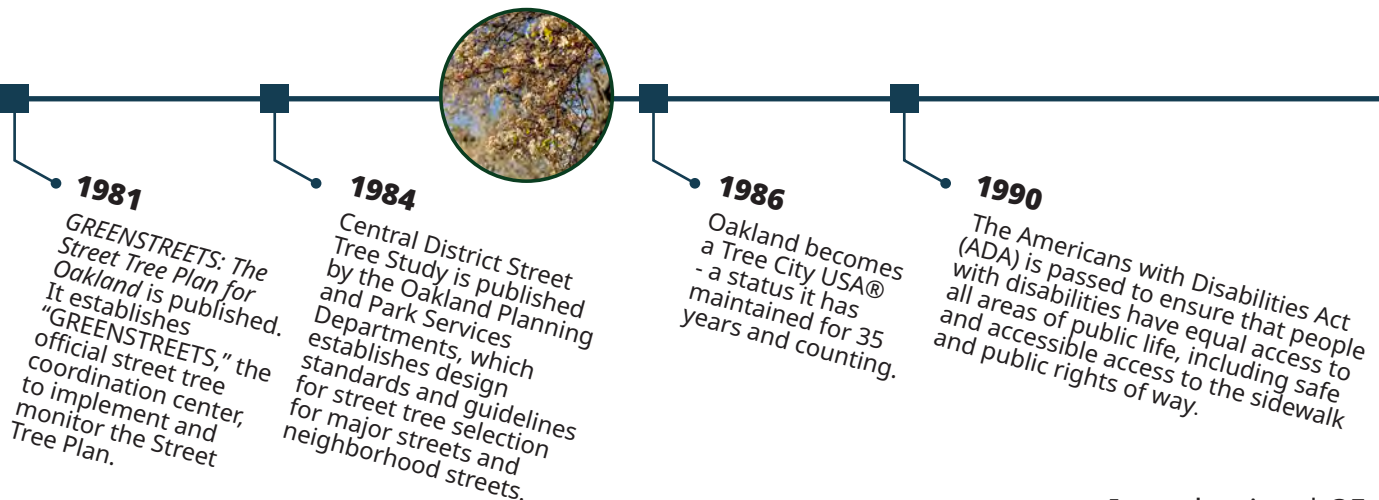 1981
GREENSTREETS: The
Street Tree Plan for
Oakland is published.
It establishes
“GREENSTREETS,” the
official street tree
coordination center,
to implement and
monitor the Street
Tree Plan.
1984
Central District Street
Tree Study is published
by the Oakland Planning
and Park Services
Departments, which
establishes design
standards and guidelines
for street tree selection
for major streets and
neighborhood streets.
1986
Oakland becomes
a Tree City USA®
- a status it has
maintained for 35
years and counting.
1990
The Americans with Disabilities Act
(ADA) is passed to ensure that people
with disabilities have equal access to
all areas of public life, including safe
and accessible access to the sidewalk
and public rights of way.